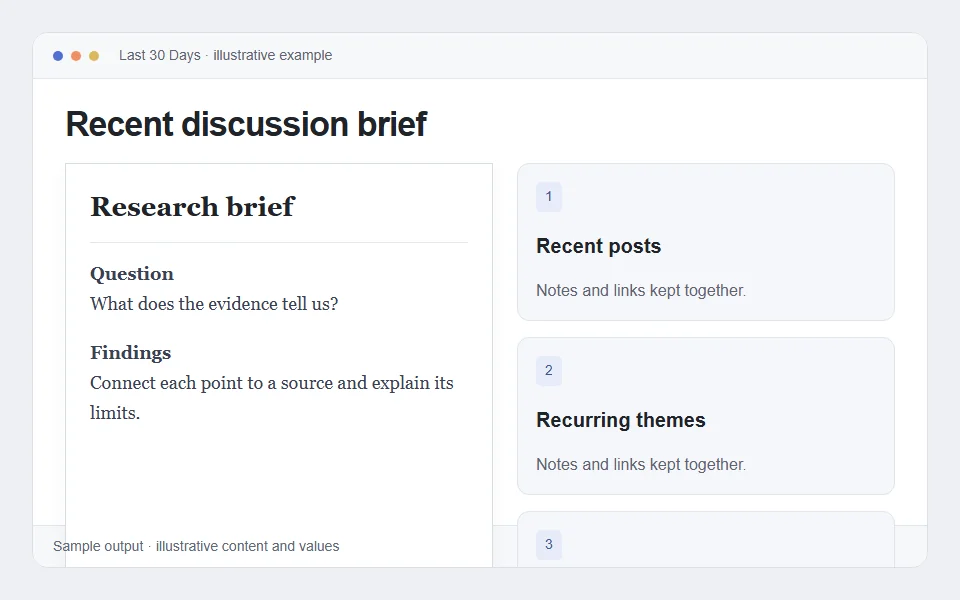 Last 30 Days · illustrative example
Recent discussion brief
Research brief
Question
What does the evidence tell us?
Findings
Connect each point to a source and explain its
limits.
1
Recent posts
Notes and links kept together.
2
Recurring themes
Notes and links kept together.
3
Sample output · illustrative content and values